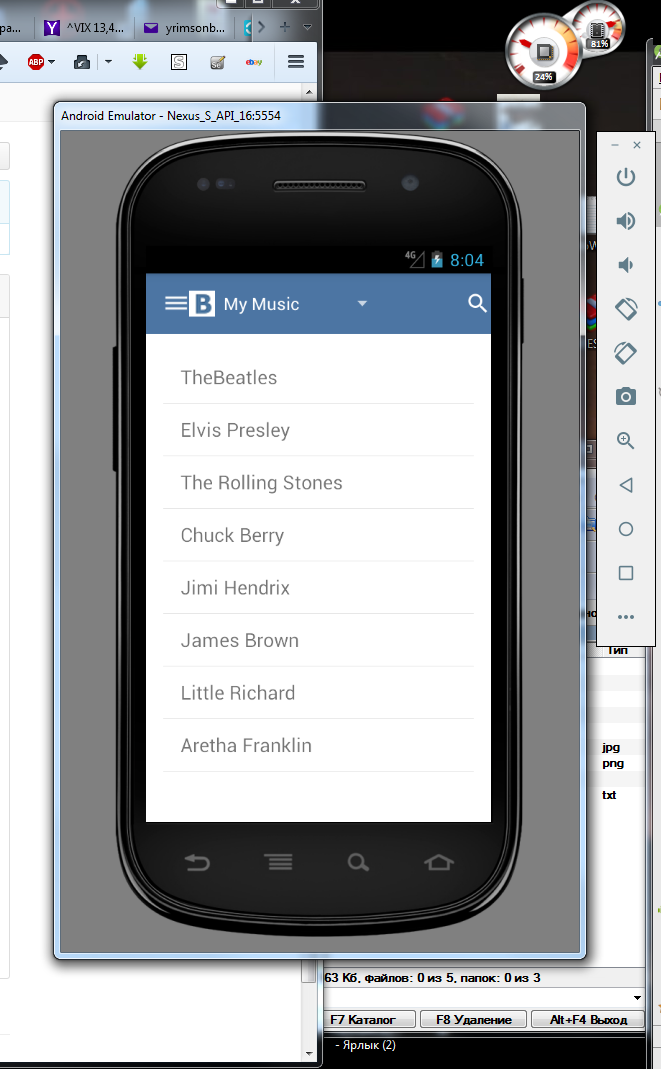 ^VIX 13,4...
yrimsonb...
ABP
S
Se
ebay
81%
24%
Android Emulator - Nexus_S_API_16:5554
4G
8:04
B
My Music
TheBeatles
Elvis Presley
The Rolling Stones
Chuck Berry
Jimi Hendrix
James Brown
Little Richard
Aretha Franklin
Тип
jpg
png
txt
63 Кб, файлов: 0 из 5, папок: 0 из 3
F7 Каталог
F8 Удаление
Alt+F4 Выход
- Ярлык (2)